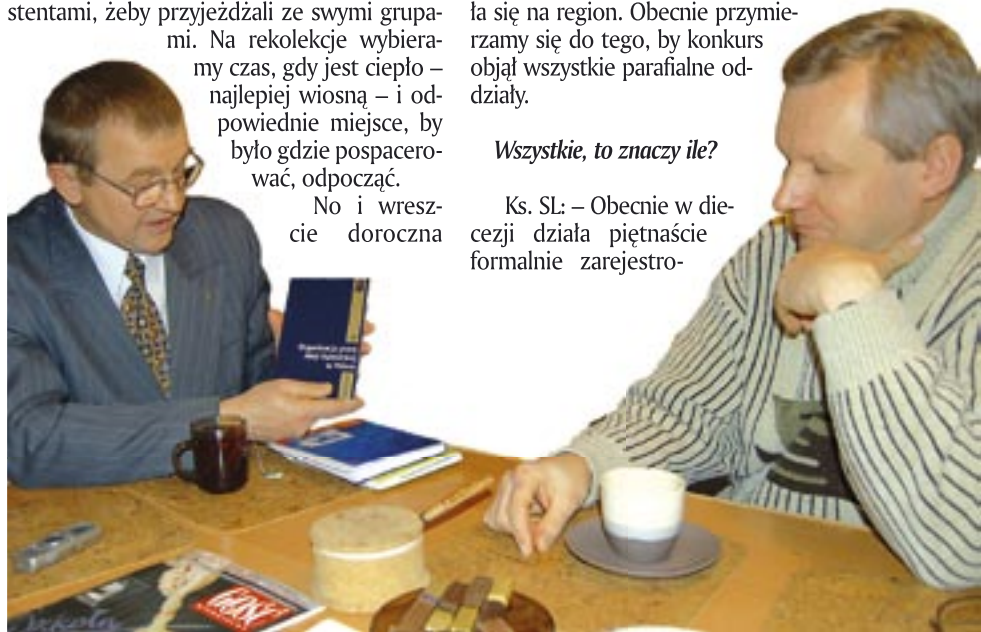 stentami, żeby przyjeżdżali ze swymi grupa-
mi. Na rekolekcje wybiera-
my czas, gdy jest ciepło –
najlepiej wiosną – i od-
powiednie miejsce, by
było gdzie pospacero-
wać, odpocząć.
No i wresz-
cie doroczna
ła się na region. Obecnie przymie-
rzamy się do tego, by konkurs
objął wszystkie parafialne od-
działy.
Wszystkie, to znaczy ile?
Ks. SL: – Obecnie w die-
cezji działa piętnaście
formalnie zarejestro-